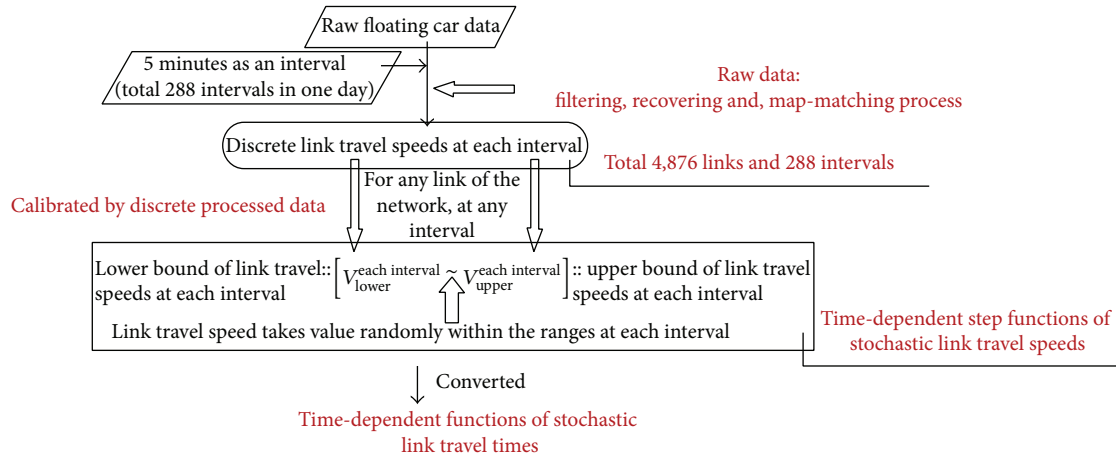 Raw floating car data
5 minutes as an interval
(total 288 intervals in one day)
Raw data:
filtering, recovering and, map-matching process
Discrete link travel speeds at each interval
Total 4,876 links and 288 intervals
For any link of the
network, at any
interval
Calibrated by discrete processed data
Lower bound of link travel:: [V_lower^each interval ~ V_upper^each interval] :: upper bound of link travel
speeds at each interval speeds at each interval
Link travel speed takes value randomly within the ranges at each interval
Time-dependent step functions of
stochastic link travel speeds
Converted
Time-dependent functions of stochastic
link travel times